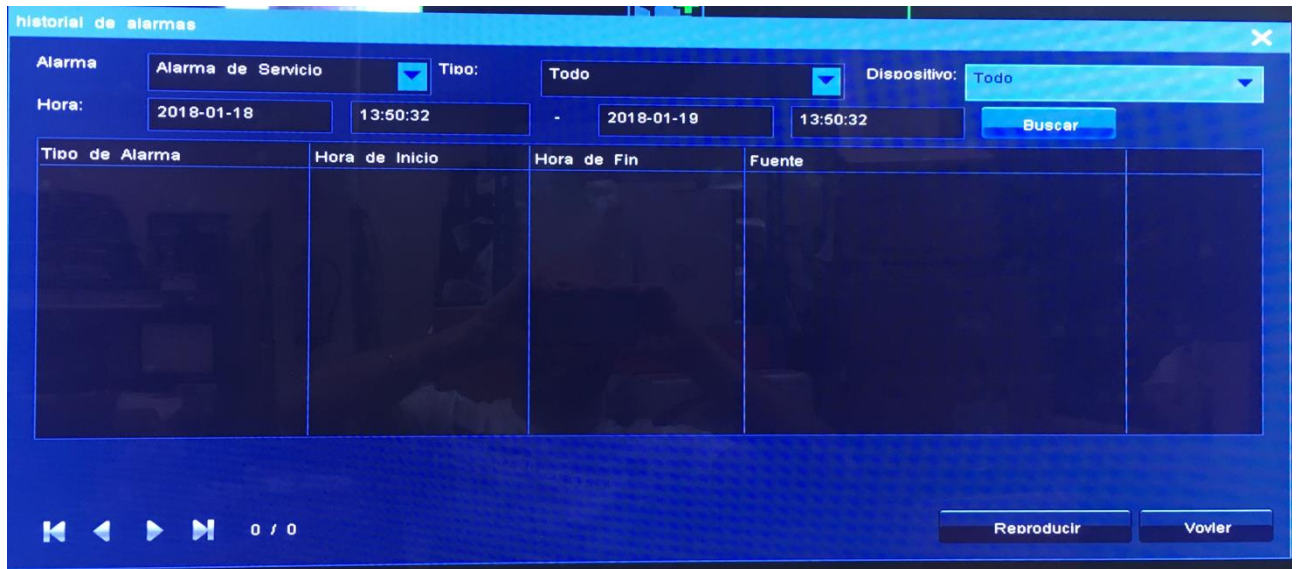 historial de alarmas
Alarma Alarma de Servicio Tipo: Todo Dispositivo: Todo
Hora: 2018-01-18 13:50:32 - 2018-01-19 13:50:32 Buscar
Tipo de Alarma Hora de Inicio Hora de Fin Fuente
0 / 0 Reproducir Vovler